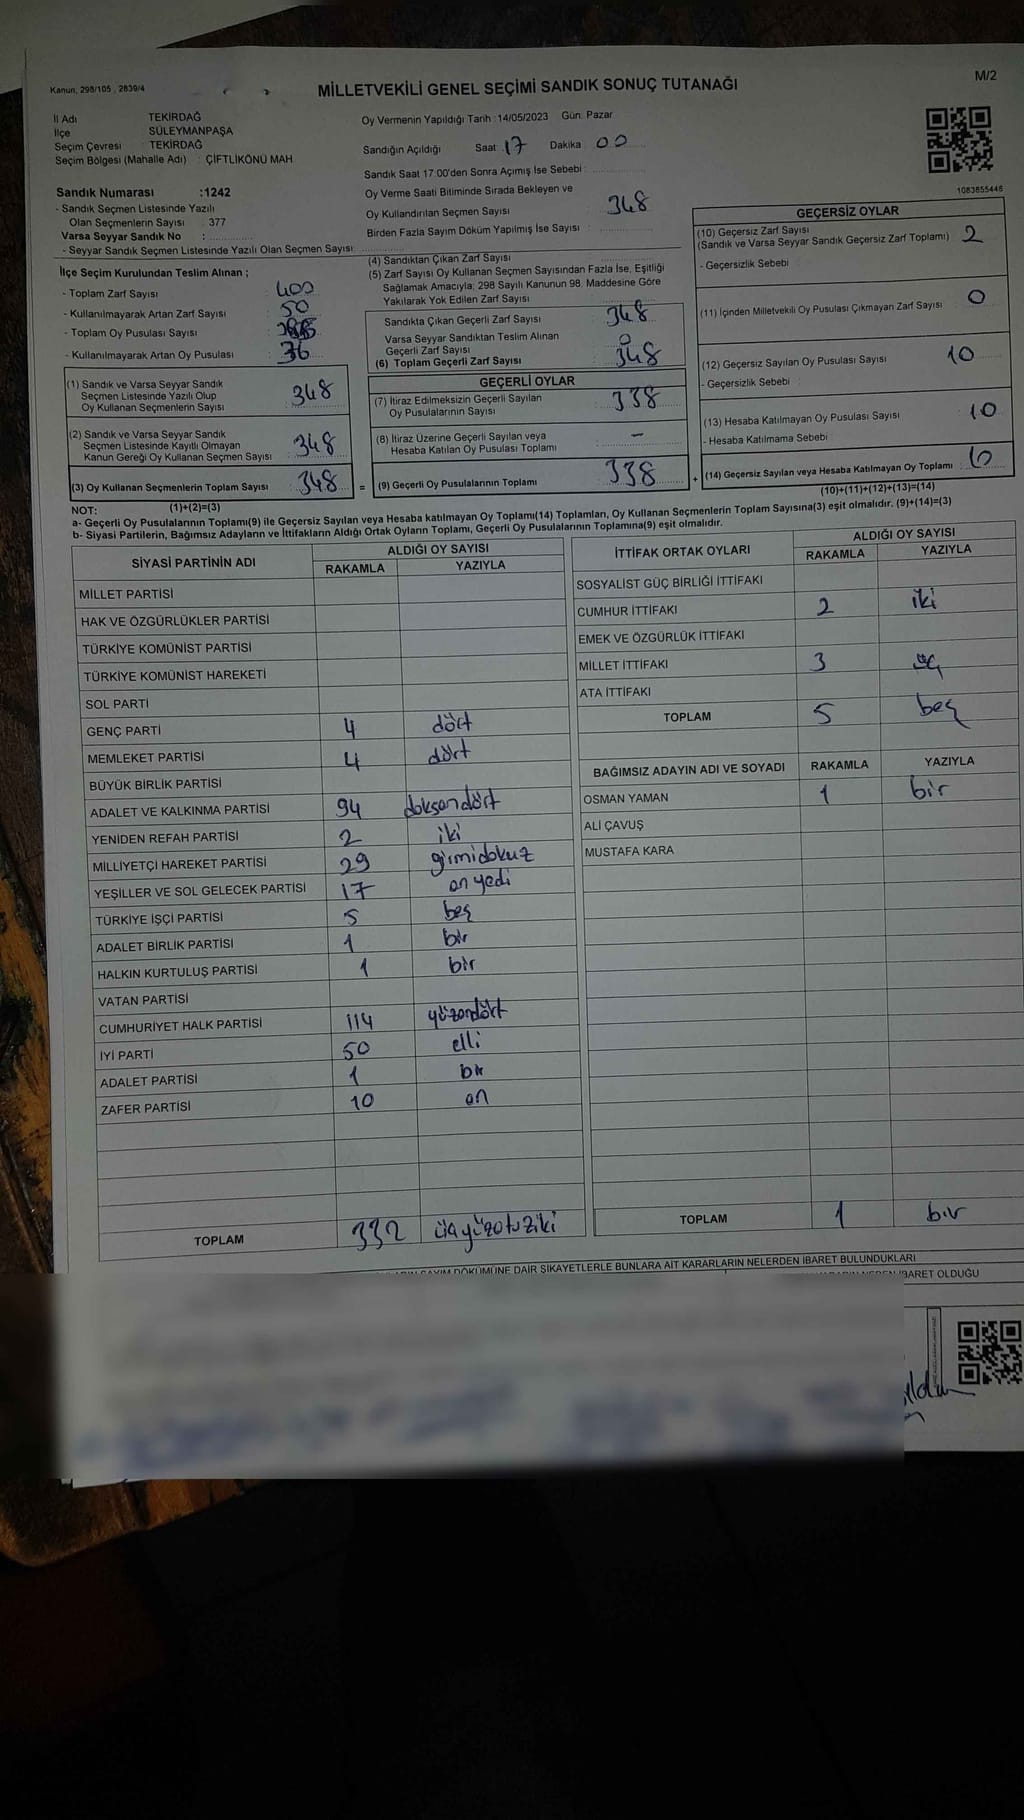 Kanun, 298/105 , 2839/4
MİLLETVEKİLİ GENEL SEÇİMİ SANDIK SONUÇ TUTANAĞI
M/2
İl Adı TEKİRDAĞ
İlçe SÜLEYMANPAŞA
Seçim Çevresi : TEKİRDAĞ
Seçim Bölgesi (Mahalle Adı) : ÇİFTLİKÖNÜ MAH
Sandık Numarası :1242
- Sandık Seçmen Listesinde Yazılı
Olan Seçmenlerin Sayısı : 377
Varsa Seyyar Sandık No :
- Seyyar Sandık Seçmen Listesinde Yazılı Olan Seçmen Sayısı:
Oy Vermenin Yapıldığı Tarih :14/05/2023 Gün: Pazar
Sandığın Açıldığı Saat : 17 Dakika : 00
Sandık Saat 17:00'den Sonra Açımış İse Sebebi :
Oy Verme Saati Bitiminde Sırada Bekleyen ve
Oy Kullandırılan Seçmen Sayısı 348
Birden Fazla Sayım Döküm Yapılmış İse Sayısı :
1083855446
İlçe Seçim Kurulundan Teslim Alınan ;
- Toplam Zarf Sayısı : 400
- Kullanılmayarak Artan Zarf Sayısı : 50
- Toplam Oy Pusulası Sayısı :
- Kullanılmayarak Artan Oy Pusulası : 36
(1) Sandık ve Varsa Seyyar Sandık
Seçmen Listesinde Yazılı Olup
Oy Kullanan Seçmenlerin Sayısı : 348
(2) Sandık ve Varsa Seyyar Sandık
Seçmen Listesinde Kayıtlı Olmayan
Kanun Gereği Oy Kullanan Seçmen Sayısı : 348
(3) Oy Kullanan Seçmenlerin Toplam Sayısı : 348
(1)+(2)=(3)
(4) Sandıktan Çıkan Zarf Sayısı
(5) Zarf Sayısı Oy Kullanan Seçmen Sayısından Fazla İse, Eşitliği
Sağlamak Amacıyla; 298 Sayılı Kanunun 98. Maddesine Göre
Yakılarak Yok Edilen Zarf Sayısı
Sandıkta Çıkan Geçerli Zarf Sayısı : 348
Varsa Seyyar Sandıktan Teslim Alınan
Geçerli Zarf Sayısı : 0
(6) Toplam Geçerli Zarf Sayısı : 348
GEÇERLİ OYLAR
(7) İtiraz Edilmeksizin Geçerli Sayılan
Oy Pusulalarının Sayısı : 338
(8) İtiraz Üzerine Geçerli Sayılan veya
Hesaba Katılan Oy Pusulası Toplamı : -
= (9) Geçerli Oy Pusulalarının Toplamı : 338
GEÇERSİZ OYLAR
(10) Geçersiz Zarf Sayısı
(Sandık ve Varsa Seyyar Sandık Geçersiz Zarf Toplamı) 2
- Geçersizlik Sebebi
(11) İçinden Milletvekili Oy Pusulası Çıkmayan Zarf Sayısı 0
(12) Geçersiz Sayılan Oy Pusulası Sayısı : 10
- Geçersizlik Sebebi :
(13) Hesaba Katılmayan Oy Pusulası Sayısı : 10
- Hesaba Katılmama Sebebi :
+ (14) Geçersiz Sayılan veya Hesaba Katılmayan Oy Toplamı : 10
(10)+(11)+(12)+(13)=(14)
NOT:
a- Geçerli Oy Pusulalarının Toplamı(9) ile Geçersiz Sayılan veya Hesaba katılmayan Oy Toplamı(14) Toplamları, Oy Kullanan Seçmenlerin Toplam Sayısına(3) eşit olmalıdır. (9)+(14)=(3)
b- Siyasi Partilerin, Bağımsız Adayların ve İttifakların Aldığı Ortak Oyların Toplamı, Geçerli Oy Pusulalarının Toplamına(9) eşit olmalıdır.
SİYASİ PARTİNİN ADI
ALDIĞI OY SAYISI
RAKAMLA YAZIYLA
MİLLET PARTİSİ
HAK VE ÖZGÜRLÜKLER PARTİSİ
TÜRKİYE KOMÜNİST PARTİSİ
TÜRKİYE KOMÜNİST HAREKETİ
SOL PARTİ
GENÇ PARTİ 4 dört
MEMLEKET PARTİSİ 4 dört
BÜYÜK BİRLİK PARTİSİ
ADALET VE KALKINMA PARTİSİ 94 doksandört
YENİDEN REFAH PARTİSİ 2 iki
MİLLİYETÇİ HAREKET PARTİSİ 29 yirmidokuz
YEŞİLLER VE SOL GELECEK PARTİSİ 17 on yedi
TÜRKİYE İŞÇİ PARTİSİ 5 beş
ADALET BİRLİK PARTİSİ 1 bir
HALKIN KURTULUŞ PARTİSİ 1 bir
VATAN PARTİSİ
CUMHURİYET HALK PARTİSİ 114 yüzondört
İYİ PARTİ 50 elli
ADALET PARTİSİ 1 bir
ZAFER PARTİSİ 10 on
TOPLAM 332 üçyüzotuziki
İTTİFAK ORTAK OYLARI
ALDIĞI OY SAYISI
RAKAMLA YAZIYLA
SOSYALİST GÜÇ BİRLİĞİ İTTİFAKI
CUMHUR İTTİFAKI 2 iki
EMEK VE ÖZGÜRLÜK İTTİFAKI
MİLLET İTTİFAKI 3 üç
ATA İTTİFAKI
TOPLAM 5 beş
BAĞIMSIZ ADAYIN ADI VE SOYADI RAKAMLA YAZIYLA
OSMAN YAMAN 1 bir
ALİ ÇAVUŞ
MUSTAFA KARA
TOPLAM 1 bir
SAYIM DÖKÜMÜNE DAİR ŞİKAYETLERLE BUNLARA AİT KARARLARIN NELERDEN İBARET BULUNDUKLARI
İBARET OLDUĞU